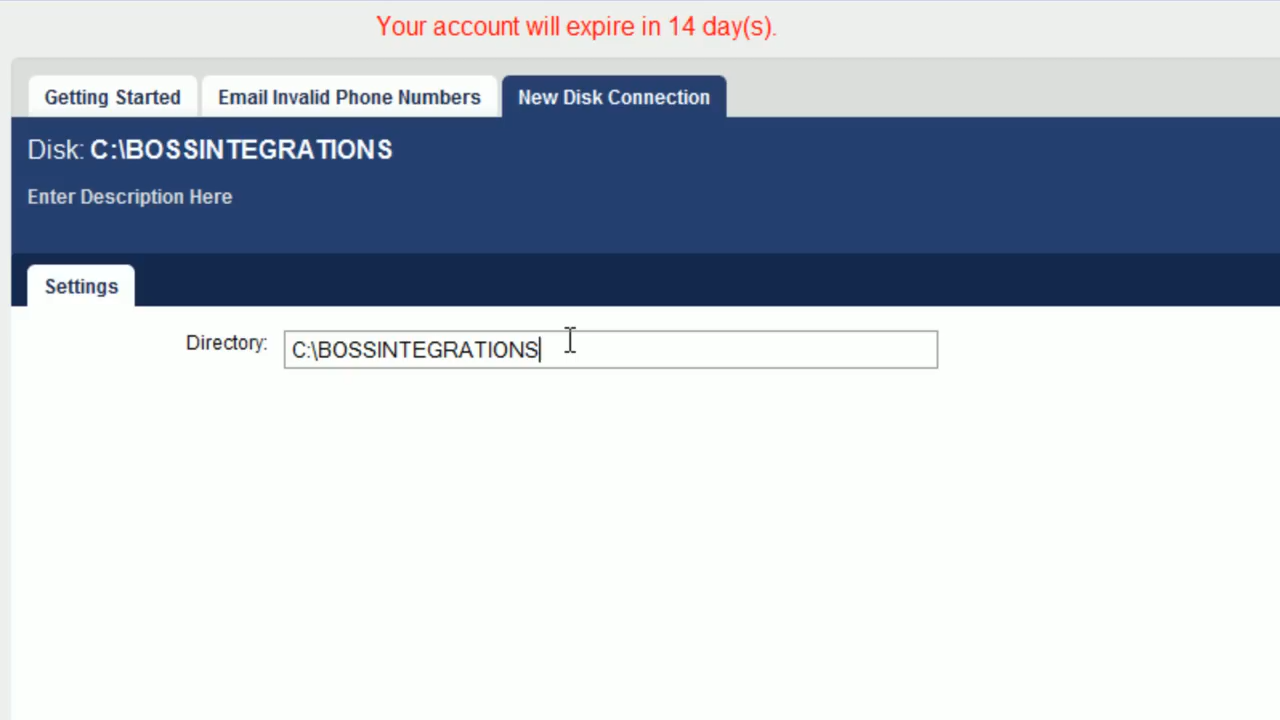 Your account will expire in 14 day(s).
Getting Started
Email Invalid Phone Numbers
New Disk Connection
Disk: C:\BOSSINTEGRATIONS
Enter Description Here
Settings
Directory:
C:\BOSSINTEGRATIONS